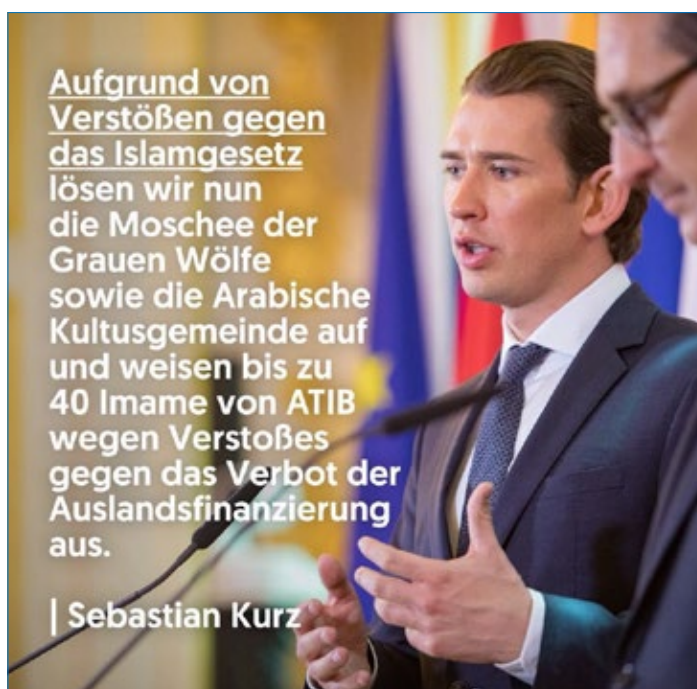 Aufgrund von
Verstößen gegen
das Islamgesetz
lösen wir nun
die Moschee der
Grauen Wölfe
sowie die Arabische
Kultusgemeinde auf
und weisen bis zu
40 Imame von ATIB
wegen Verstoßes
gegen das Verbot der
Auslandsfinanzierung
aus.
| Sebastian Kurz